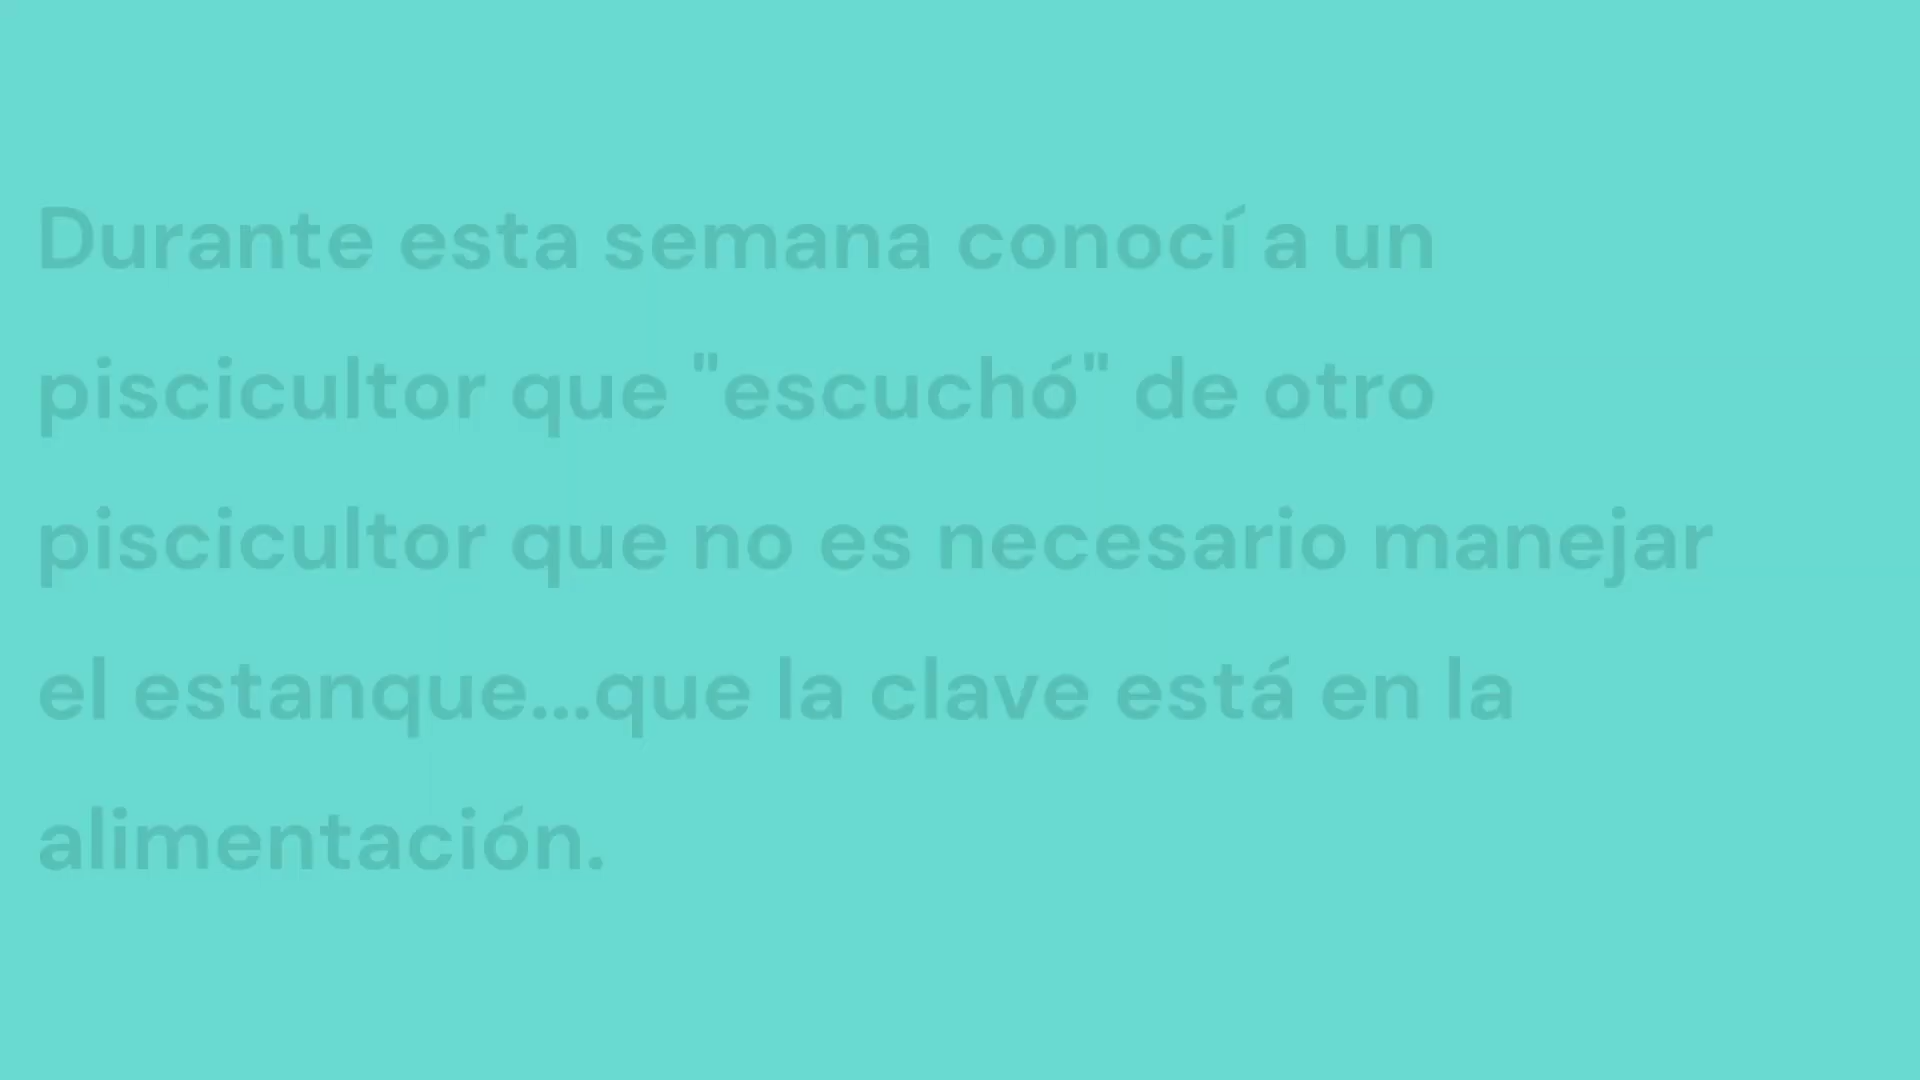 Durante esta semana conocí a un
piscicultor que "escuchó" de otro
piscicultor que no es necesario manejar
el estanque...que la clave está en la
alimentación.